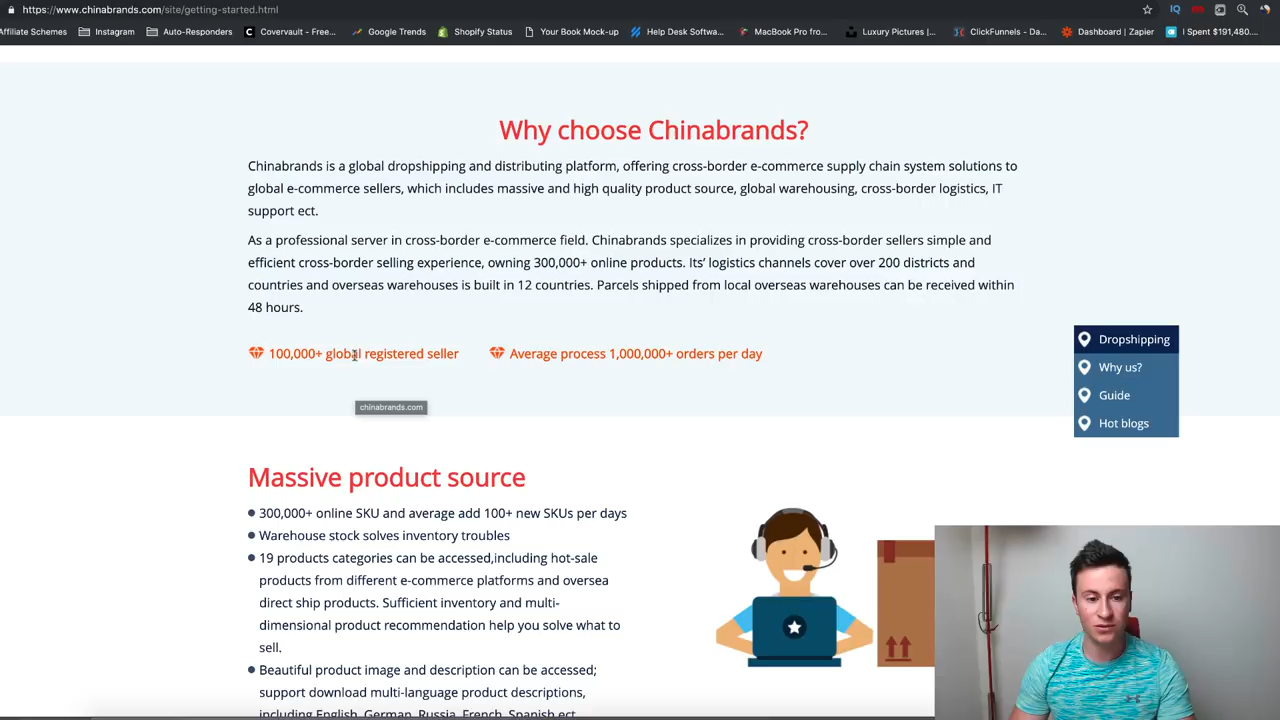 https://www.chinabrands.com/site/getting-started.html
Affiliate Schemes Instagram Auto-Responders Covervault - Free... Google Trends Shopify Status Your Book Mock-up Help Desk Softwa... MacBook Pro fro... Luxury Pictures |... ClickFunnels - Da... Dashboard | Zapier I Spent $191,480....
Why choose Chinabrands?
Chinabrands is a global dropshipping and distributing platform, offering cross-border e-commerce supply chain system solutions to
global e-commerce sellers, which includes massive and high quality product source, global warehousing, cross-border logistics, IT
support ect.
As a professional server in cross-border e-commerce field. Chinabrands specializes in providing cross-border sellers simple and
efficient cross-border selling experience, owning 300,000+ online products. Its’ logistics channels cover over 200 districts and
countries and overseas warehouses is built in 12 countries. Parcels shipped from local overseas warehouses can be received within
48 hours.
100,000+ global registered seller Average process 1,000,000+ orders per day
chinabrands.com
Dropshipping
Why us?
Guide
Hot blogs
Massive product source
300,000+ online SKU and average add 100+ new SKUs per days
Warehouse stock solves inventory troubles
19 products categories can be accessed,including hot-sale
products from different e-commerce platforms and oversea
direct ship products. Sufficient inventory and multi-
dimensional product recommendation help you solve what to
sell.
Beautiful product image and description can be accessed;
support download multi-language product descriptions,
including English, German, Russia, French, Spanish ect.